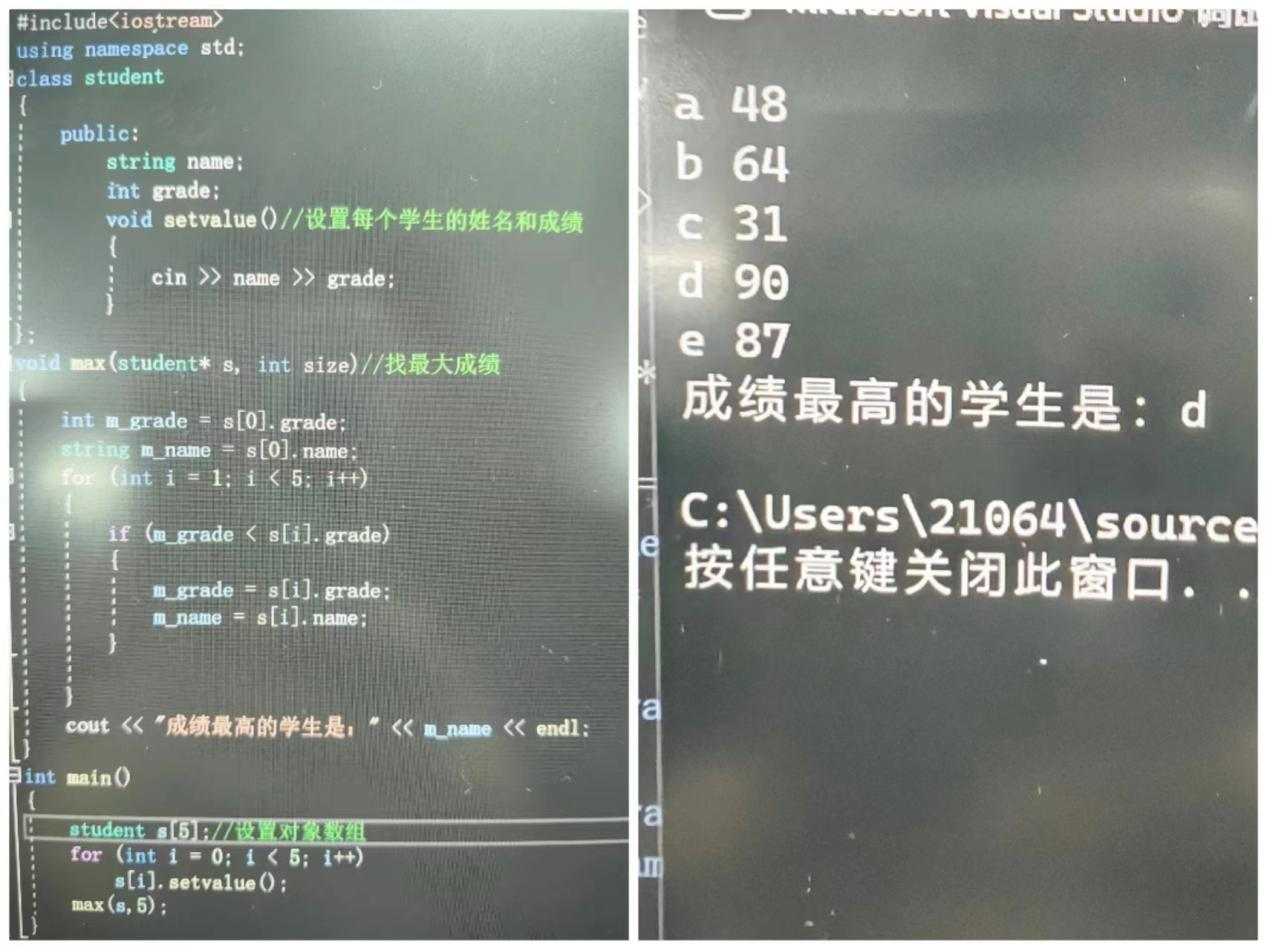 #include<iostream>
using namespace std;
class student
{
public:
string name;
int grade;
void setvalue()//设置每个学生的姓名和成绩
{
cin >> name >> grade;
}
};
void max(student* s, int size)//找最大成绩
{
int m_grade = s[0].grade;
string m_name = s[0].name;
for (int i = 1; i < 5; i++)
{
if (m_grade < s[i].grade)
{
m_grade = s[i].grade;
m_name = s[i].name;
}
}
cout << "成绩最高的学生是：" << m_name << endl;
}
int main()
{
student s[5];//设置对象数组
for (int i = 0; i < 5; i++)
s[i].setvalue();
max(s,5);
}
Microsoft Visual Studio
a 48
b 64
c 31
d 90
e 87
成绩最高的学生是：d
C:\Users\21064\source
按任意键关闭此窗口. .